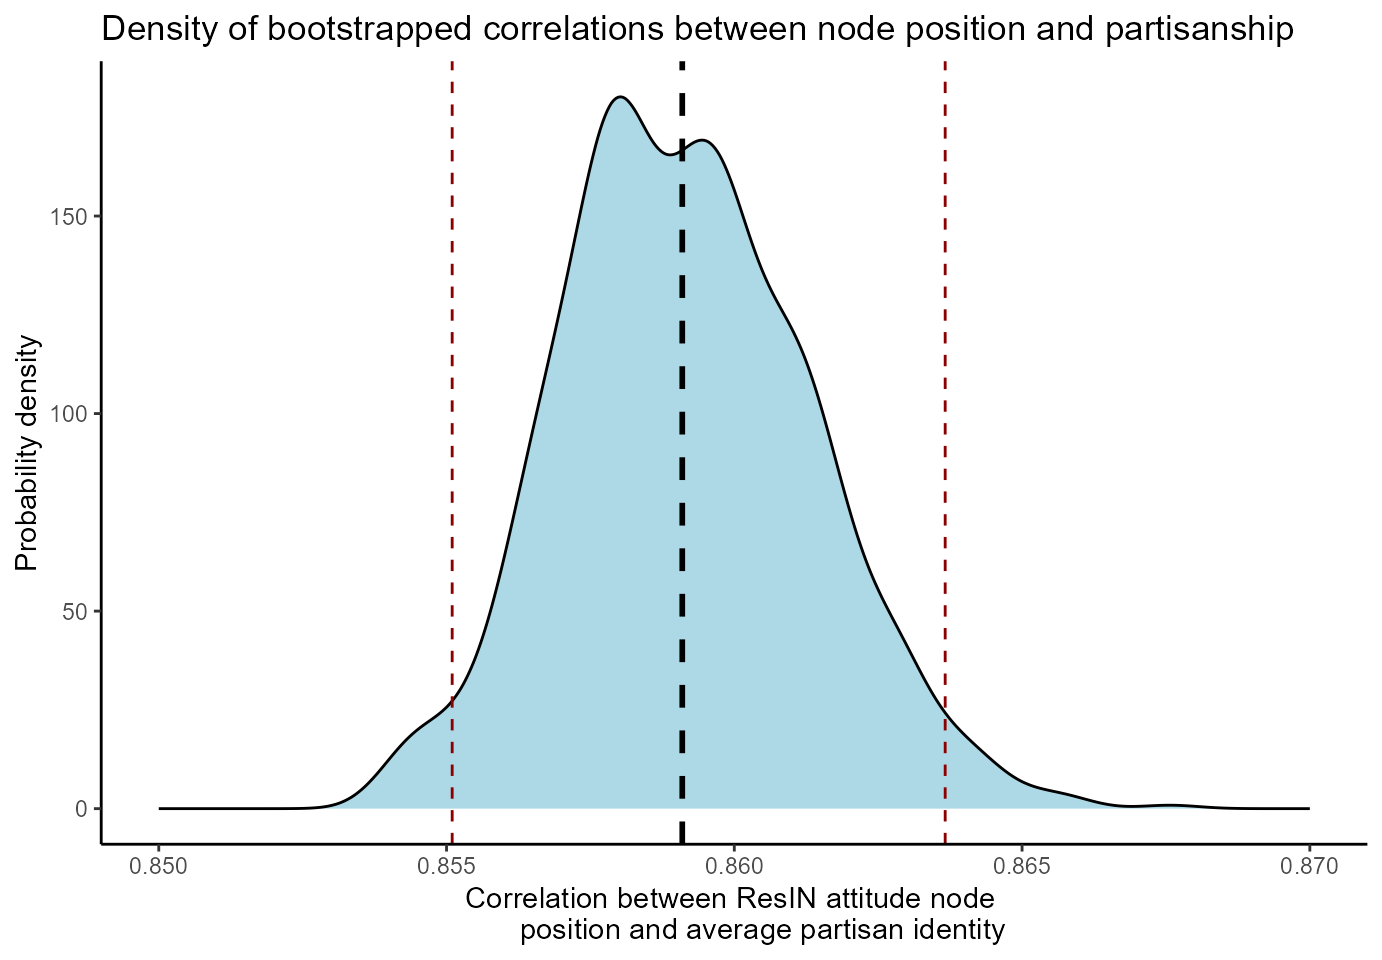 Density of bootstrapped correlations between node position and partisanship
Probability density
150
100
50
0
0.850 0.855 0.860 0.865 0.870
Correlation between ResIN attitude node
position and average partisan identity